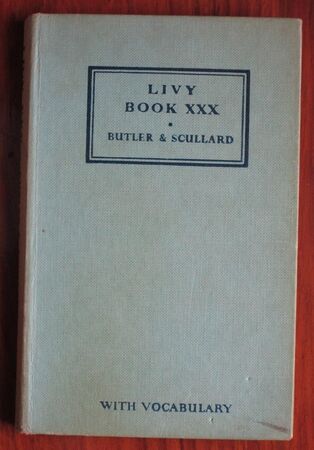 LIVY
BOOK XXX
•
BUTLER & SCULLARD
WITH VOCABULARY